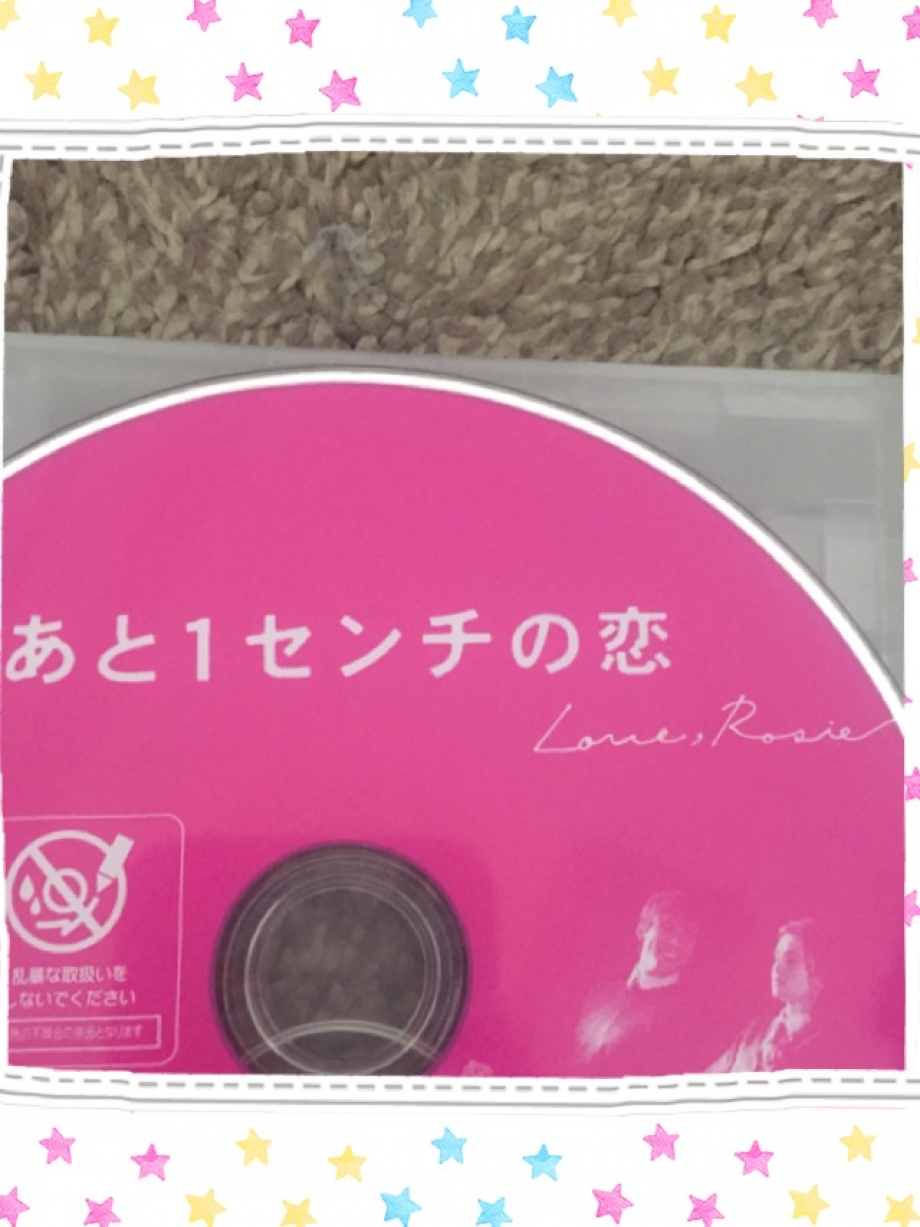 あと1センチの恋
Love, Rosie
乱暴な取扱いを
しないでください